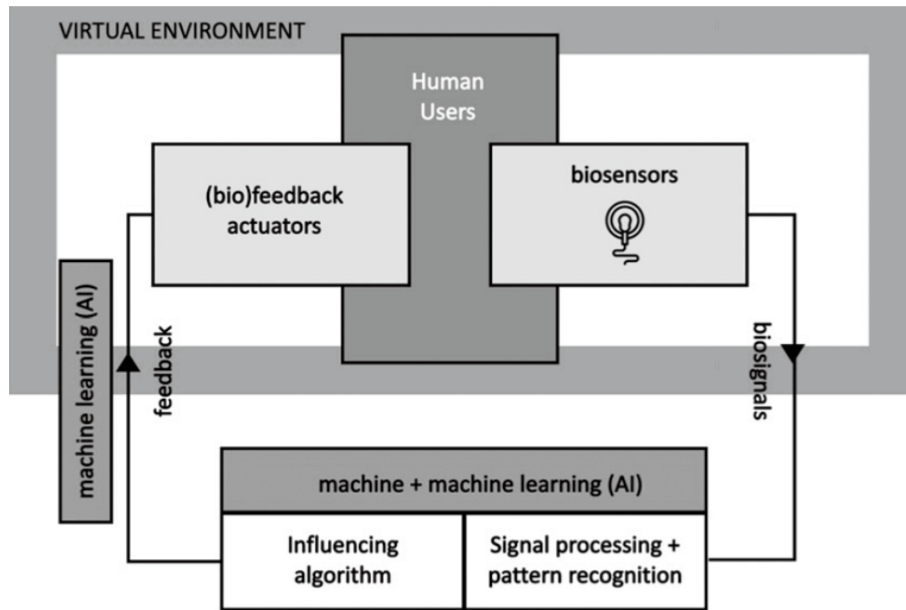 VIRTUAL ENVIRONMENT
Human
Users
(bio)feedback
actuators
biosensors
machine learning (AI)
feedback
biosignals
machine + machine learning (AI)
Influencing
algorithm
Signal processing +
pattern recognition